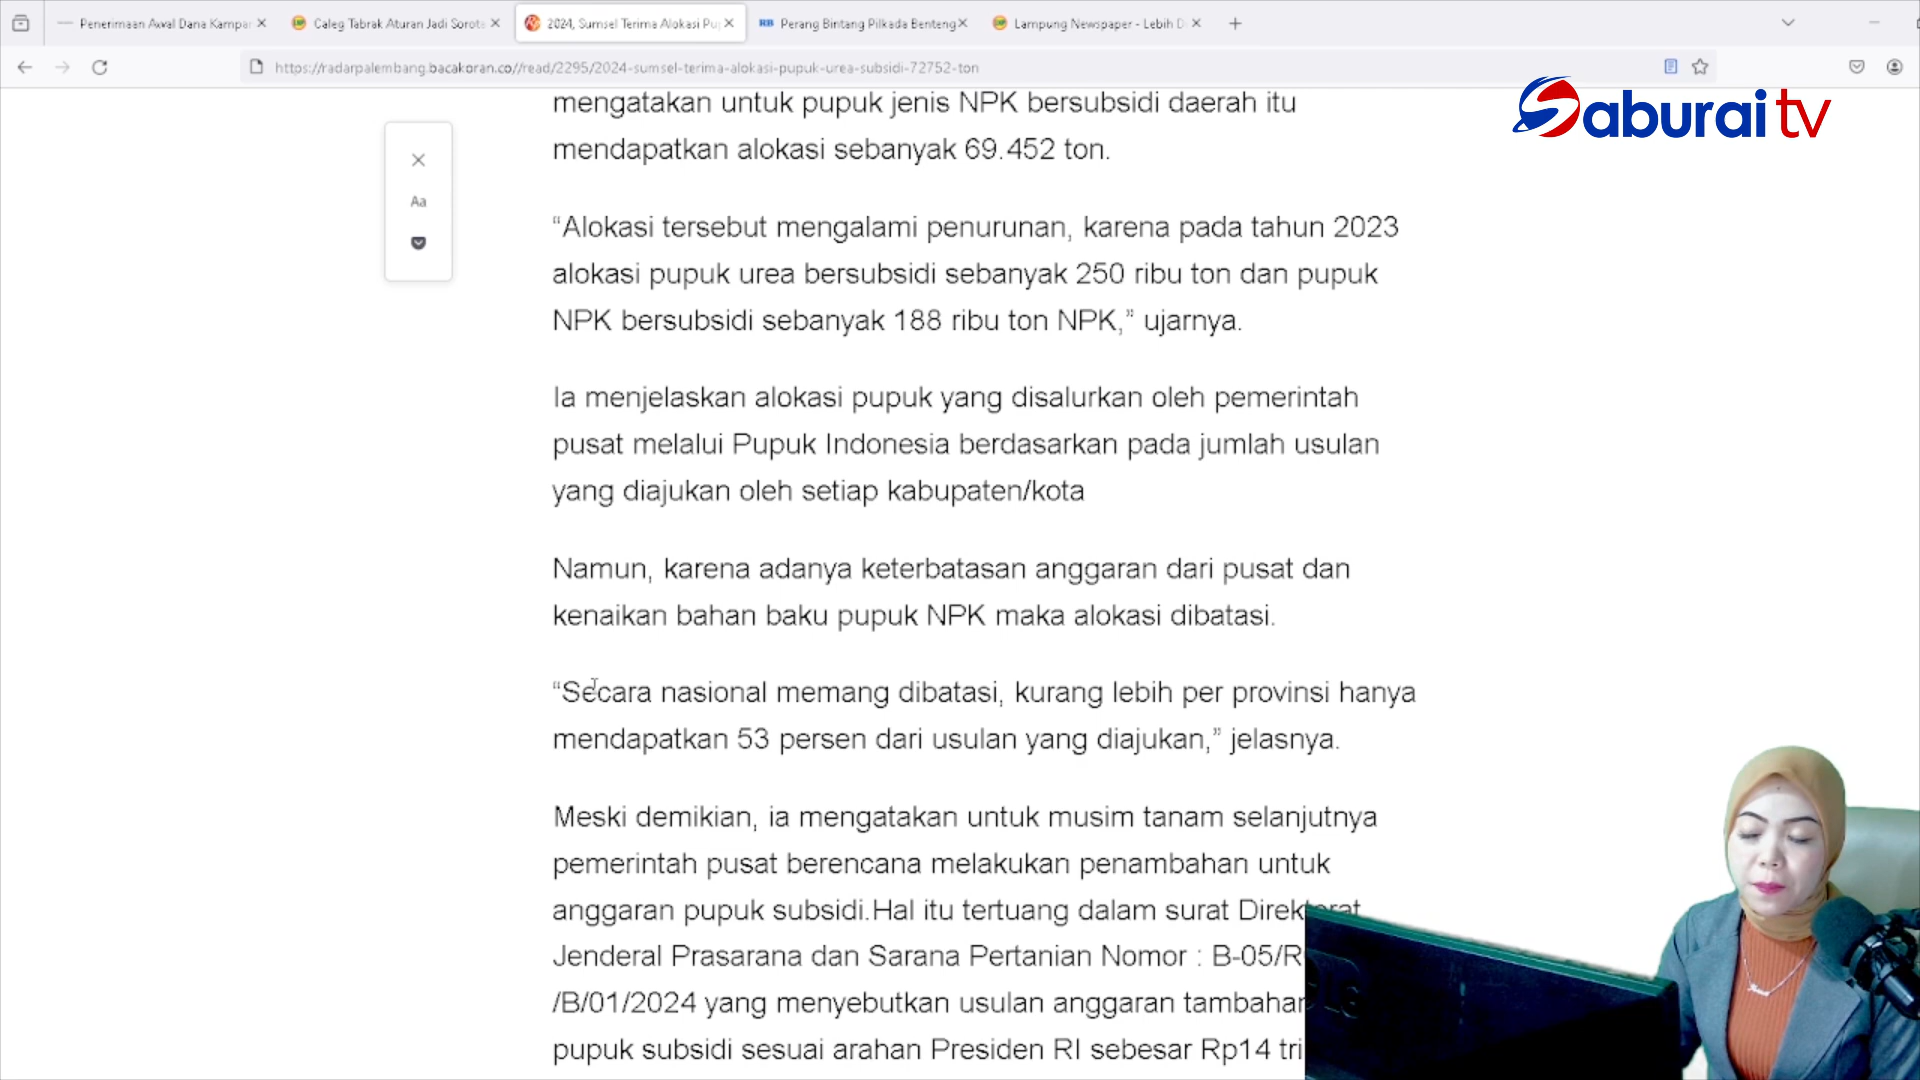 Penerimaan Awal Dana Kampan
Caleg Tabrak Aturan Jadi Sorot
2024, Sumsel Terima Alokasi Pu
RB Perang Bintang Pilkada Benteng
Lampung Newspaper - Lebih D
https://radarpalembang.bacakoran.co//read/2295/2024-sumsel-terima-alokasi-pupuk-urea-subsidi-72752-ton
Saburai tv
Aa
mengatakan untuk pupuk jenis NPK bersubsidi daerah itu
mendapatkan alokasi sebanyak 69.452 ton.
“Alokasi tersebut mengalami penurunan, karena pada tahun 2023
alokasi pupuk urea bersubsidi sebanyak 250 ribu ton dan pupuk
NPK bersubsidi sebanyak 188 ribu ton NPK,” ujarnya.
Ia menjelaskan alokasi pupuk yang disalurkan oleh pemerintah
pusat melalui Pupuk Indonesia berdasarkan pada jumlah usulan
yang diajukan oleh setiap kabupaten/kota
Namun, karena adanya keterbatasan anggaran dari pusat dan
kenaikan bahan baku pupuk NPK maka alokasi dibatasi.
“Secara nasional memang dibatasi, kurang lebih per provinsi hanya
mendapatkan 53 persen dari usulan yang diajukan,” jelasnya.
Meski demikian, ia mengatakan untuk musim tanam selanjutnya
pemerintah pusat berencana melakukan penambahan untuk
anggaran pupuk subsidi.Hal itu tertuang dalam surat Direktorat
Jenderal Prasarana dan Sarana Pertanian Nomor : B-05/R
/B/01/2024 yang menyebutkan usulan anggaran tambahan
pupuk subsidi sesuai arahan Presiden RI sebesar Rp14 tri